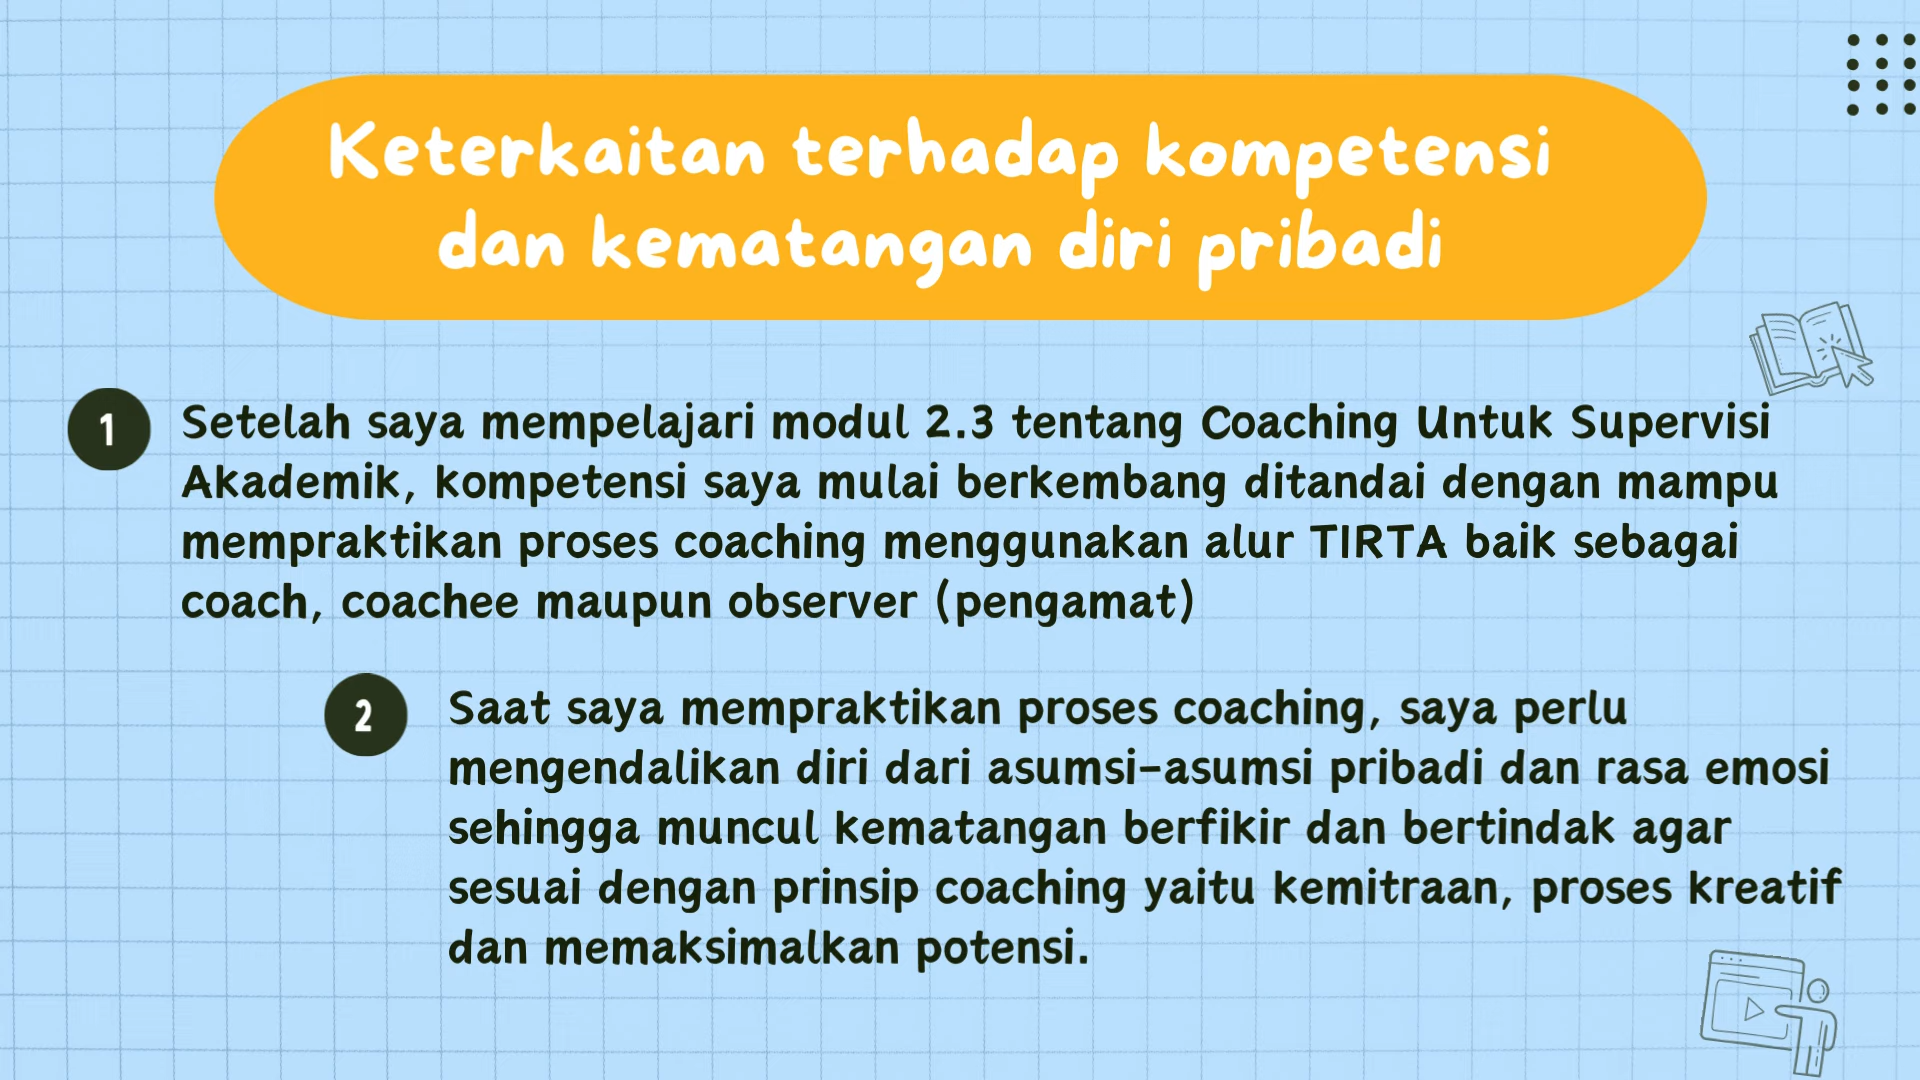 Keterkaitan terhadap kompetensi
dan kematangan diri pribadi
1
Setelah saya mempelajari modul 2.3 tentang Coaching Untuk Supervisi
Akademik, kompetensi saya mulai berkembang ditandai dengan mampu
mempraktikan proses coaching menggunakan alur TIRTA baik sebagai
coach, coachee maupun observer (pengamat)
2
Saat saya mempraktikan proses coaching, saya perlu
mengendalikan diri dari asumsi-asumsi pribadi dan rasa emosi
sehingga muncul kematangan berfikir dan bertindak agar
sesuai dengan prinsip coaching yaitu kemitraan, proses kreatif
dan memaksimalkan potensi.